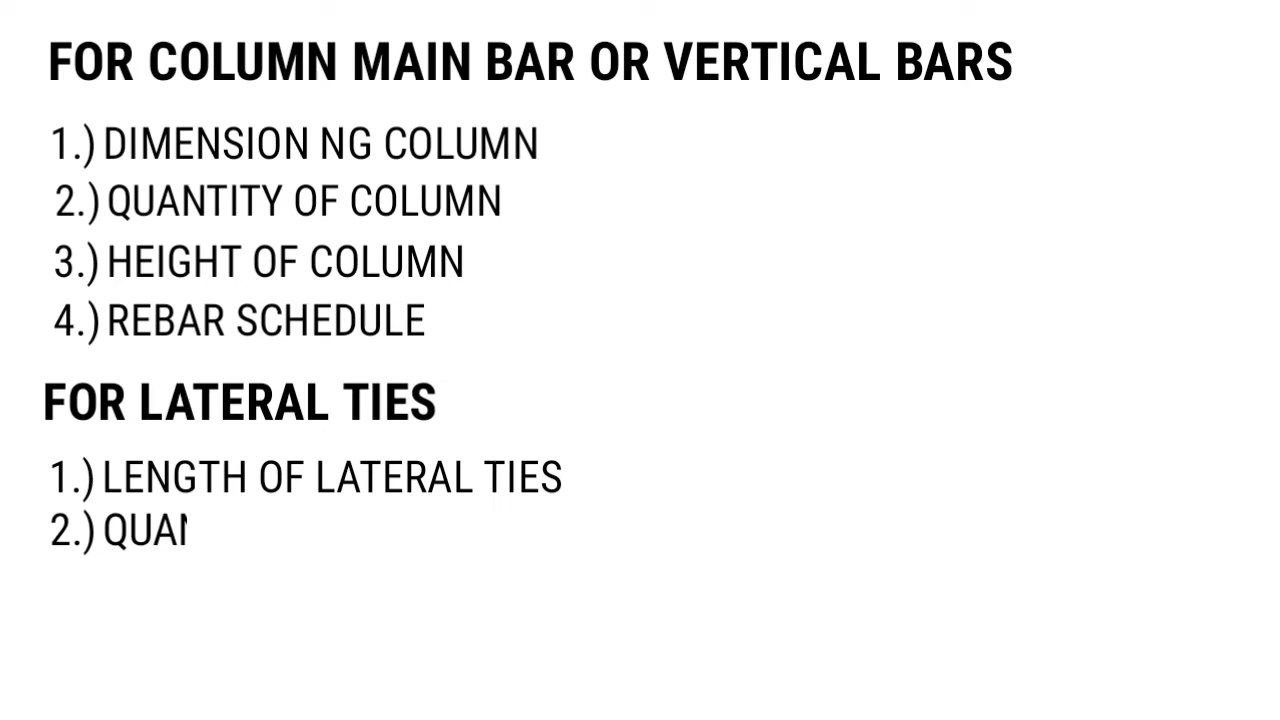 FOR COLUMN MAIN BAR OR VERTICAL BARS
1.) DIMENSION NG COLUMN
2.) QUANTITY OF COLUMN
3.) HEIGHT OF COLUMN
4.) REBAR SCHEDULE
FOR LATERAL TIES
1.) LENGTH OF LATERAL TIES
2.) QUAN